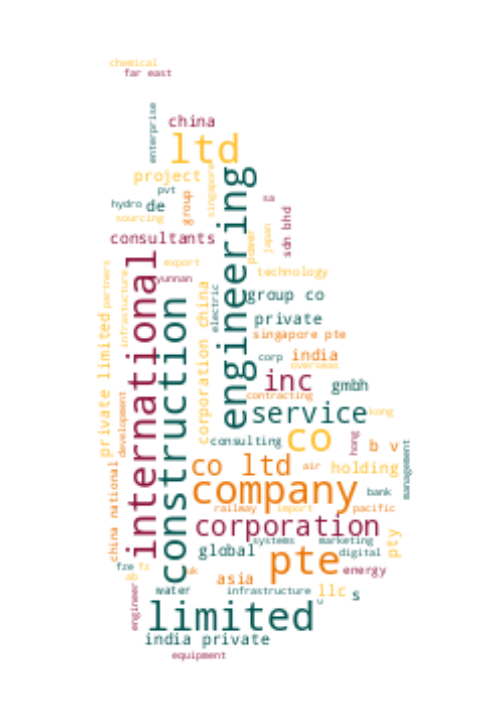 chemical
far east
enterprise
china
ltd
project
pvt
hydro
de
group
singapore
engineering
sourcing
sa
sdn bhd
japan
power
consultants
export
yunnan
international
partners
infrastucture
technology
construction
corporation china
electric
group co
private
singapore pte
private limited
corp
india
overseas
inc
gmbh
contracting
development
service
kong
consulting
co
hong
b v
management
co ltd
air
holding
china national
company
bank
railway
import
pacific
corporation
pty
systems
marketing
global
digital
pte
fze
fz
uk
asia
energy
ab
engineer
water
infrastructure
llc
s
limited
c
india private
equipment